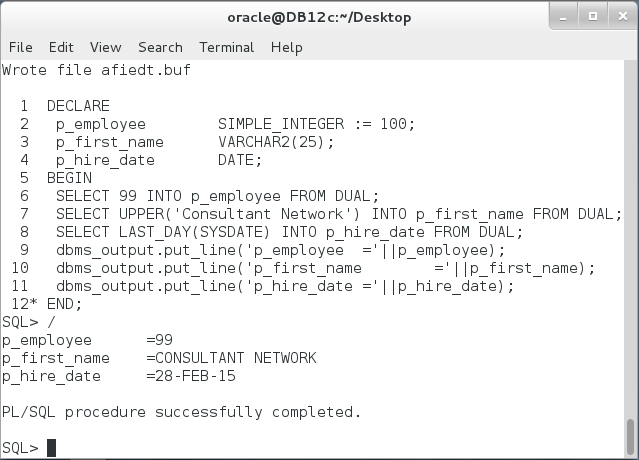 oracle@DB12c:~/Desktop
File Edit View Search Terminal Help
Wrote file afiedt.buf
  1  DECLARE
  2   p_employee        SIMPLE_INTEGER := 100;
  3   p_first_name      VARCHAR2(25);
  4   p_hire_date       DATE;
  5  BEGIN
  6   SELECT 99 INTO p_employee FROM DUAL;
  7   SELECT UPPER('Consultant Network') INTO p_first_name FROM DUAL;
  8   SELECT LAST_DAY(SYSDATE) INTO p_hire_date FROM DUAL;
  9   dbms_output.put_line('p_employee  ='||p_employee);
 10   dbms_output.put_line('p_first_name        ='||p_first_name);
 11   dbms_output.put_line('p_hire_date ='||p_hire_date);
 12* END;
SQL> /
p_employee      =99
p_first_name    =CONSULTANT NETWORK
p_hire_date     =28-FEB-15
PL/SQL procedure successfully completed.
SQL>